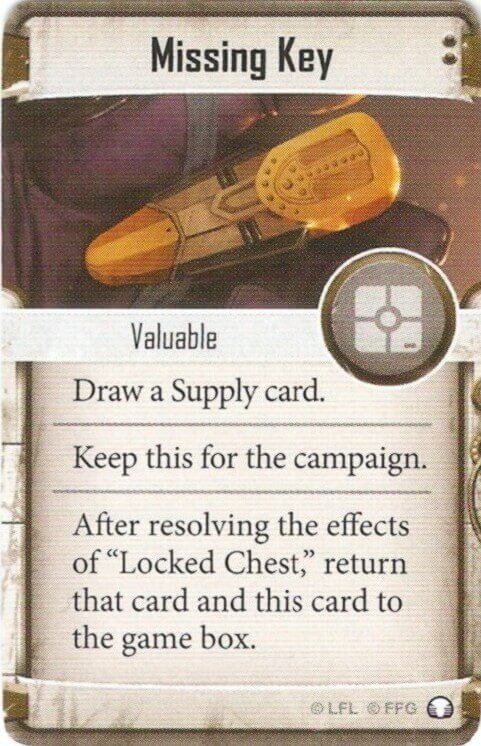 Missing Key
Valuable
Draw a Supply card.
Keep this for the campaign.
After resolving the effects
of “Locked Chest,” return
that card and this card to
the game box.
© LFL © FFG